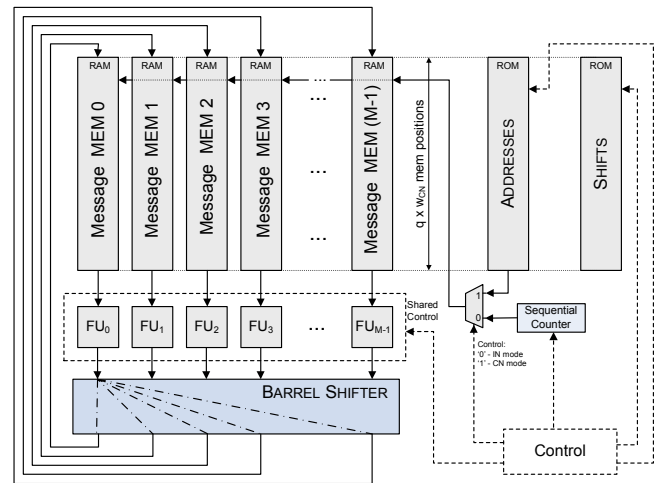 RAM RAM RAM RAM RAM ROM ROM
Message MEM 0
Message MEM 1
Message MEM 2
Message MEM 3
...
...
...
...
Message MEM (M-1)
q x wCN mem positions
ADDRESSES
SHIFTS
FU0 FU1 FU2 FU3 ... FUM-1
Shared
Control
1
0
Sequential
Counter
Control:
'0' - IN mode
'1' - CN mode
BARREL SHIFTER
Control